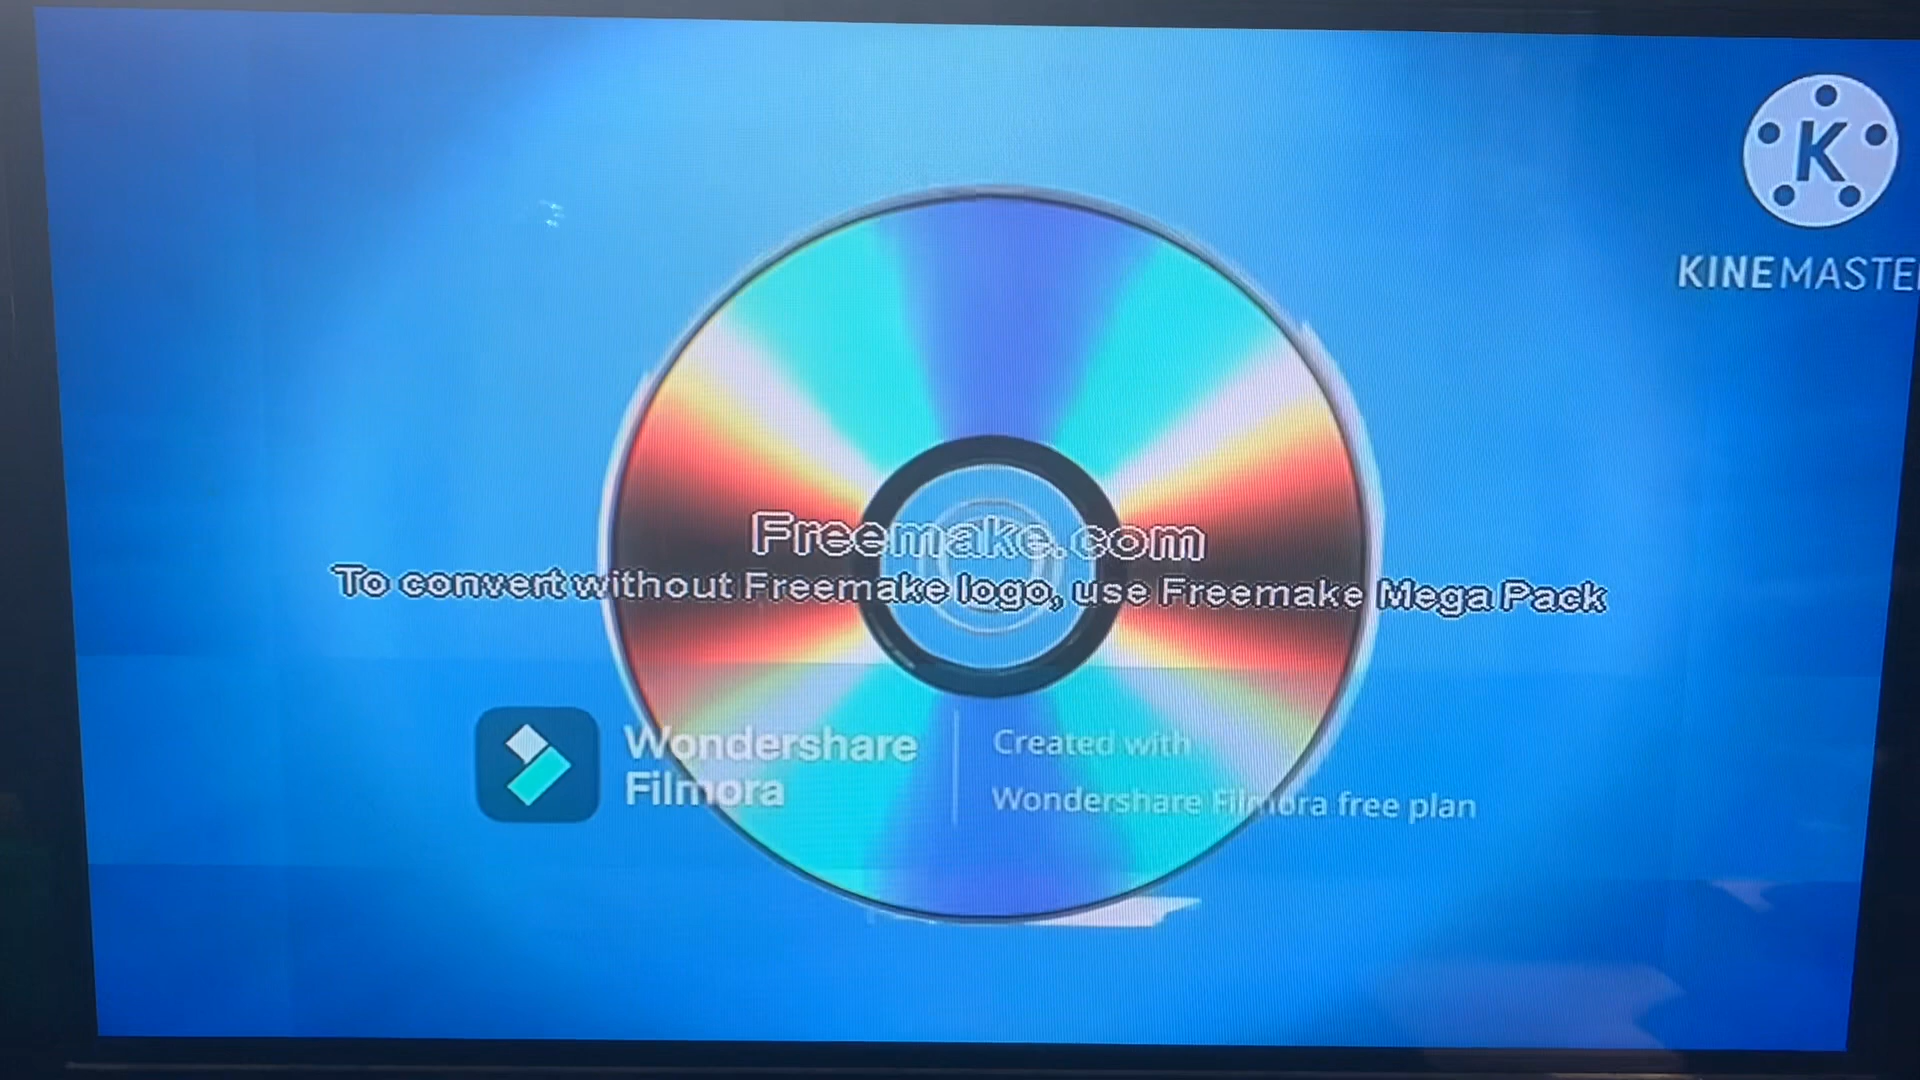 K
KINEMASTER
Freemake.com
To convert without Freemake logo, use Freemake Mega Pack
Wondershare
Filmora
Created with
Wondershare Filmora free plan